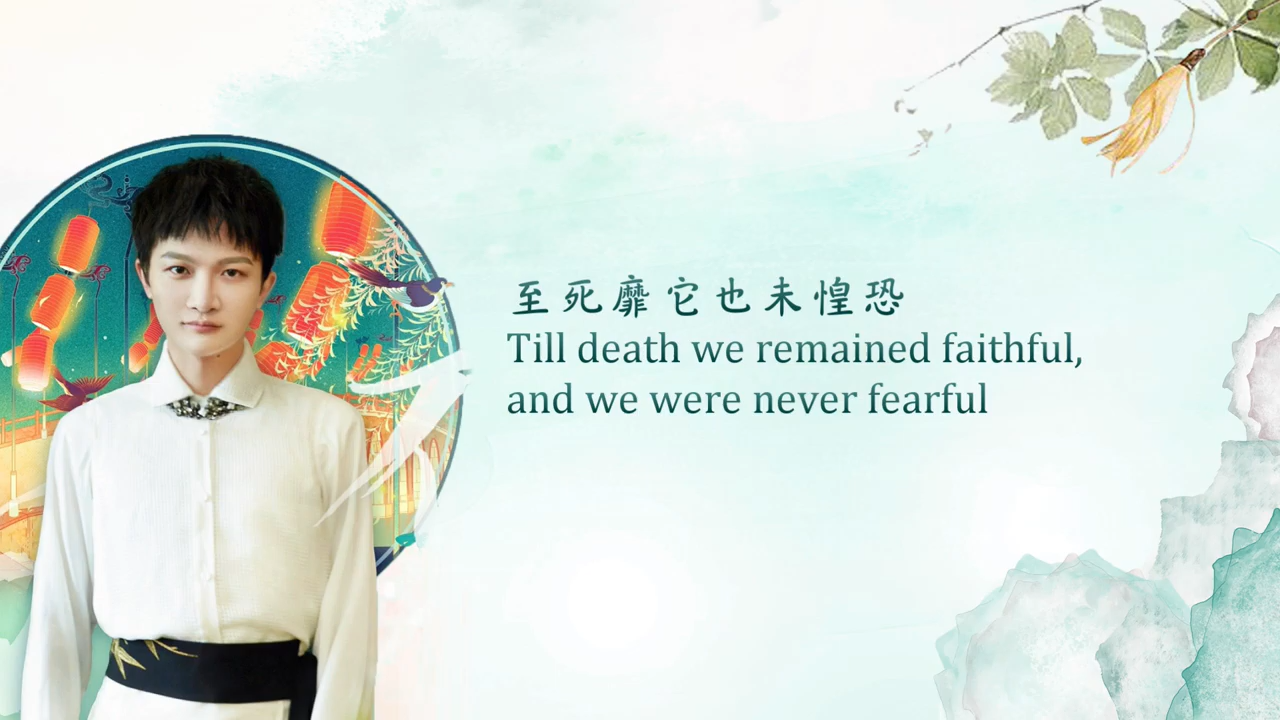 至死靡它也未惶恐
Till death we remained faithful,
and we were never fearful